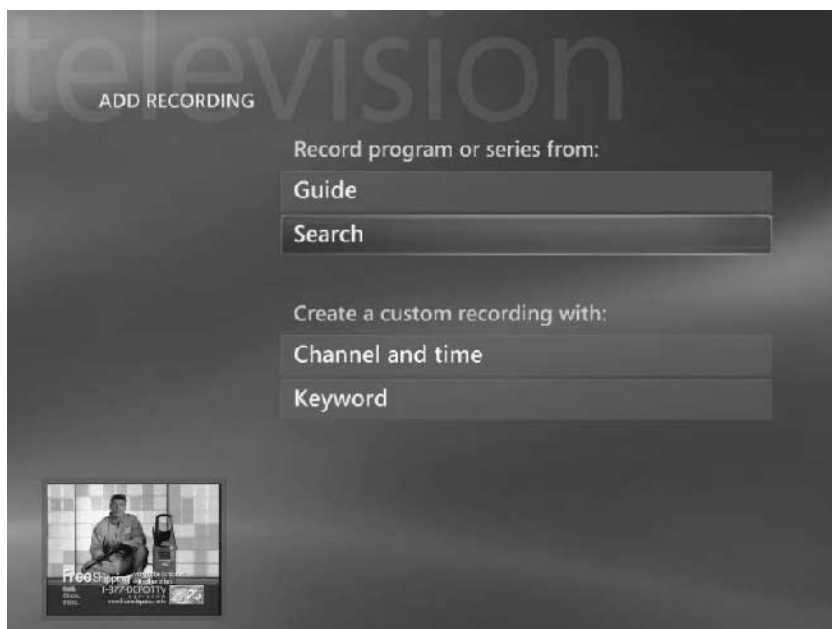 television
ADD RECORDING
Record program or series from:
Guide
Search
Create a custom recording with:
Channel and time
Keyword
Free Shipping
1-877-DEPOTTV